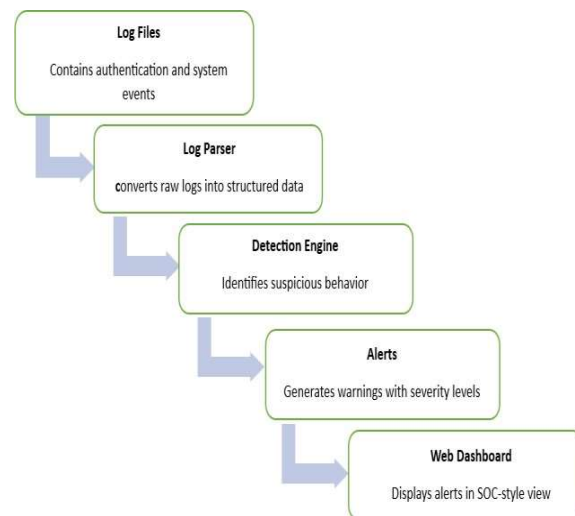 Log Files
Contains authentication and system
events
Log Parser
converts raw logs into structured data
Detection Engine
Identifies suspicious behavior
Alerts
Generates warnings with severity levels
Web Dashboard
Displays alerts in SOC-style view